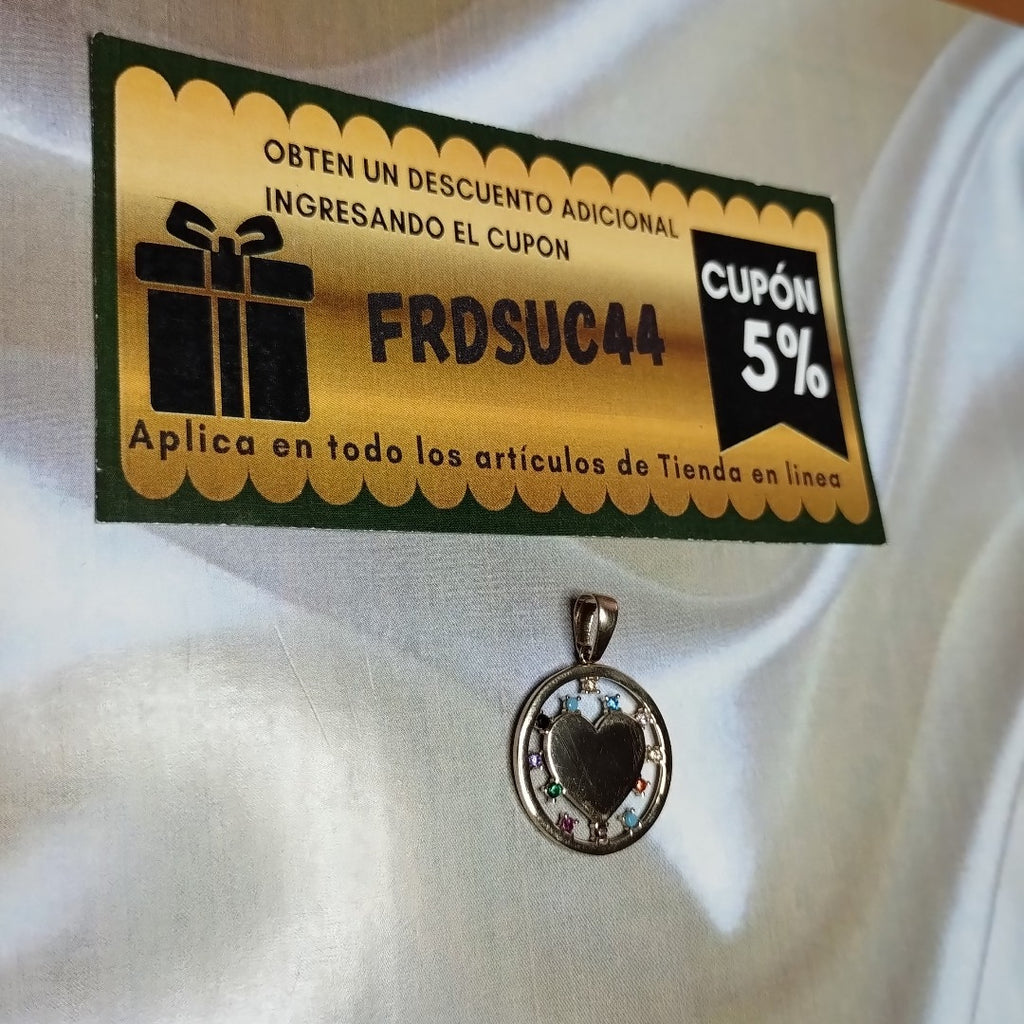 OBTEN UN DESCUENTO ADICIONAL
INGRESANDO EL CUPON
FRDSUC44
CUPÓN
5%
Aplica en todo los artículos de Tienda en linea